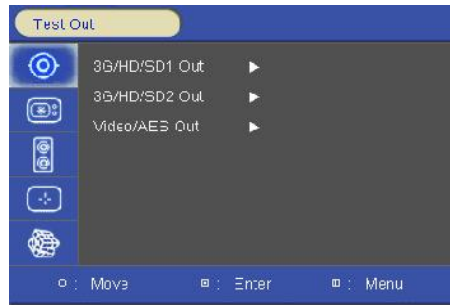 Test Out
3G/HD/SD1 Out ▶
3G/HD/SD2 Out ▶
Video/AES Out ▶
: Move : Enter : Menu